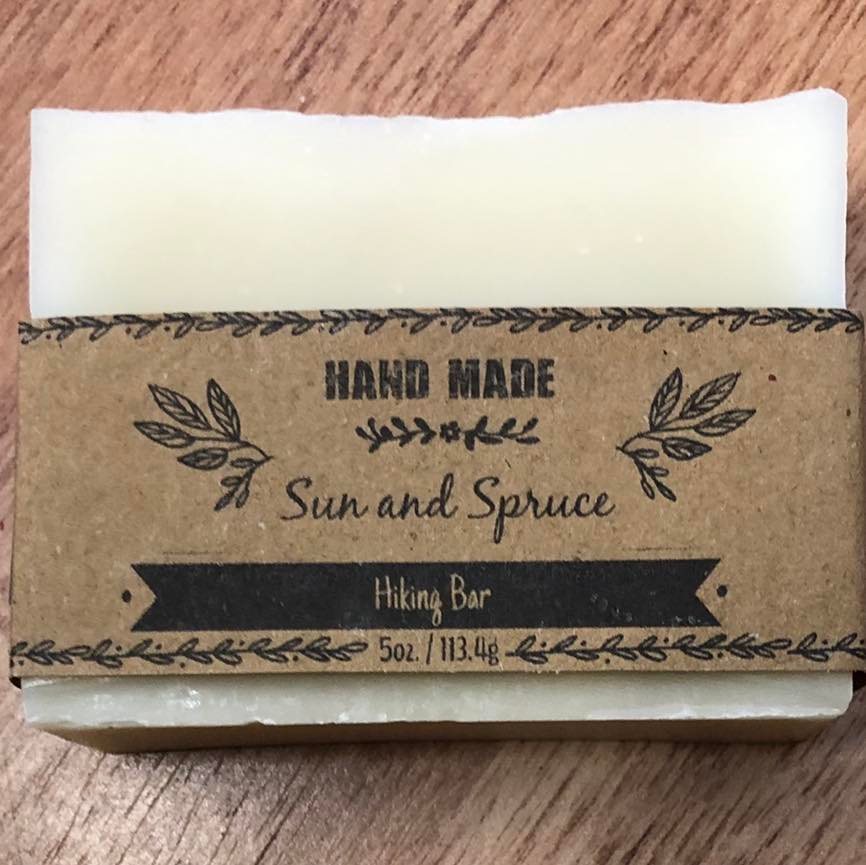 HAND MADE
Sun and Spruce
Hiking Bar
5oz. / 113.4g